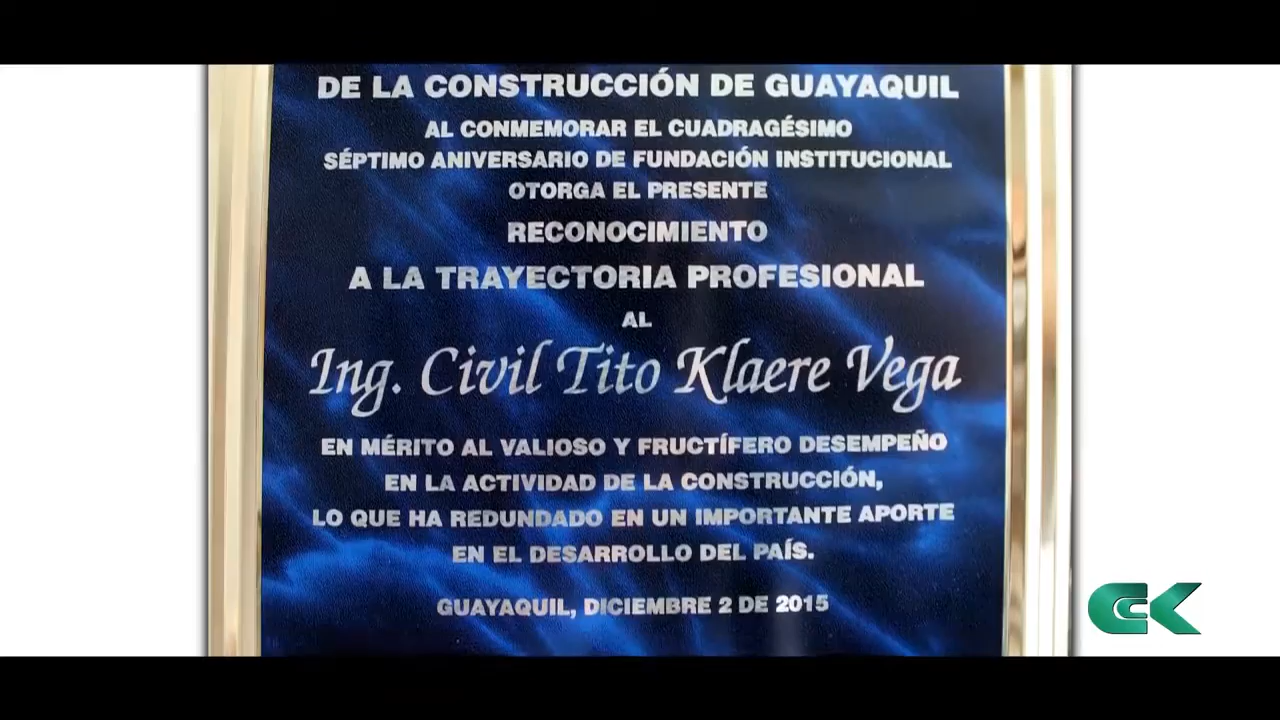 DE LA CONSTRUCCIÓN DE GUAYAQUIL
AL CONMEMORAR EL CUADRAGÉSIMO
SÉPTIMO ANIVERSARIO DE FUNDACIÓN INSTITUCIONAL
OTORGA EL PRESENTE
RECONOCIMIENTO
A LA TRAYECTORIA PROFESIONAL
AL
Ing. Civil Tito Klaere Vega
EN MÉRITO AL VALIOSO Y FRUCTÍFERO DESEMPEÑO
EN LA ACTIVIDAD DE LA CONSTRUCCIÓN,
LO QUE HA REDUNDADO EN UN IMPORTANTE APORTE
EN EL DESARROLLO DEL PAÍS.
GUAYAQUIL, DICIEMBRE 2 DE 2015
CCK